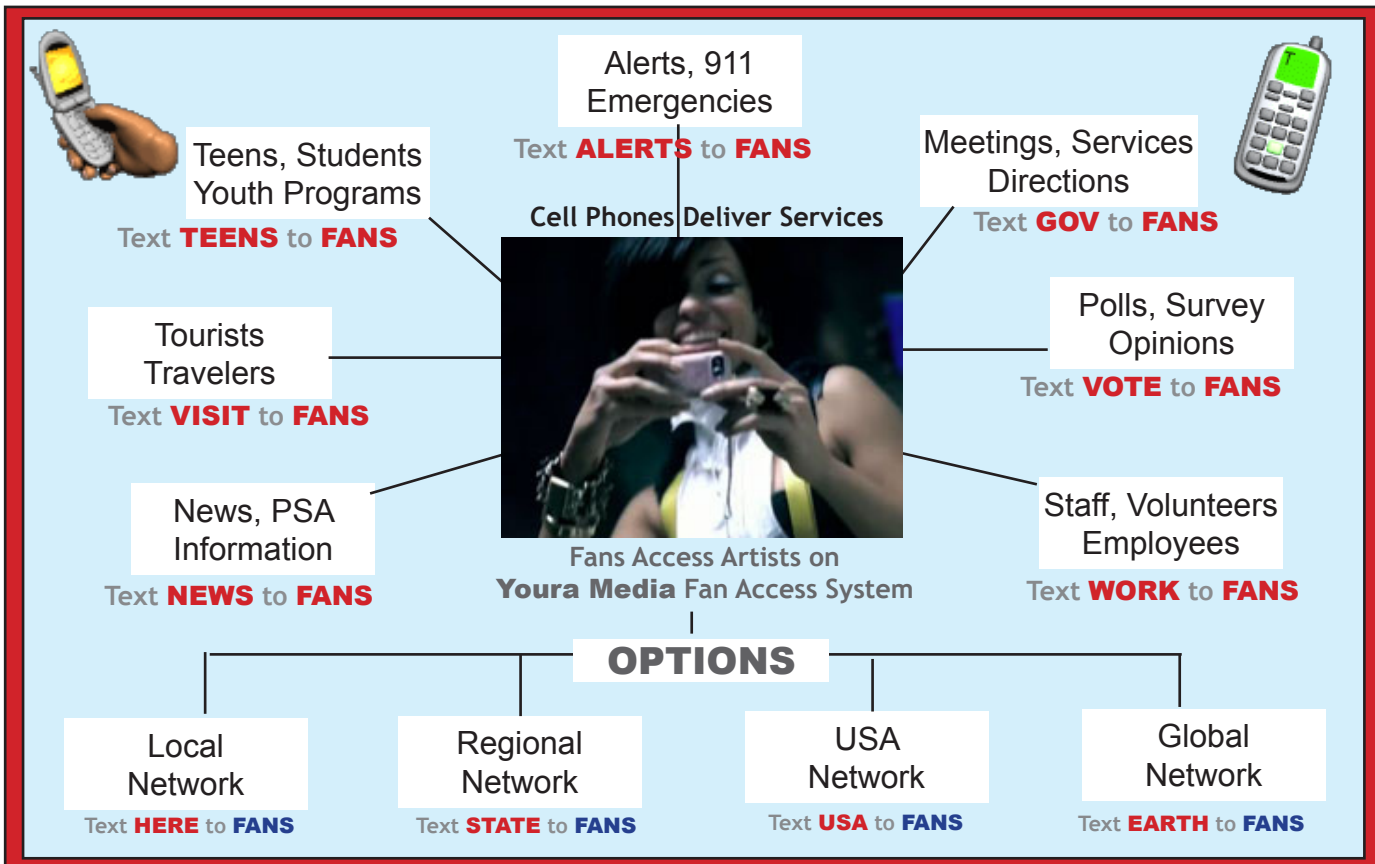 Alerts, 911
Emergencies
Text ALERTS to FANS
Teens, Students
Youth Programs
Text TEENS to FANS
Meetings, Services
Directions
Text GOV to FANS
Cell Phones Deliver Services
Tourists
Travelers
Text VISIT to FANS
Polls, Survey
Opinions
Text VOTE to FANS
News, PSA
Information
Text NEWS to FANS
Staff, Volunteers
Employees
Text WORK to FANS
Fans Access Artists on
Youra Media Fan Access System
OPTIONS
Local
Network
Text HERE to FANS
Regional
Network
Text STATE to FANS
USA
Network
Text USA to FANS
Global
Network
Text EARTH to FANS
T